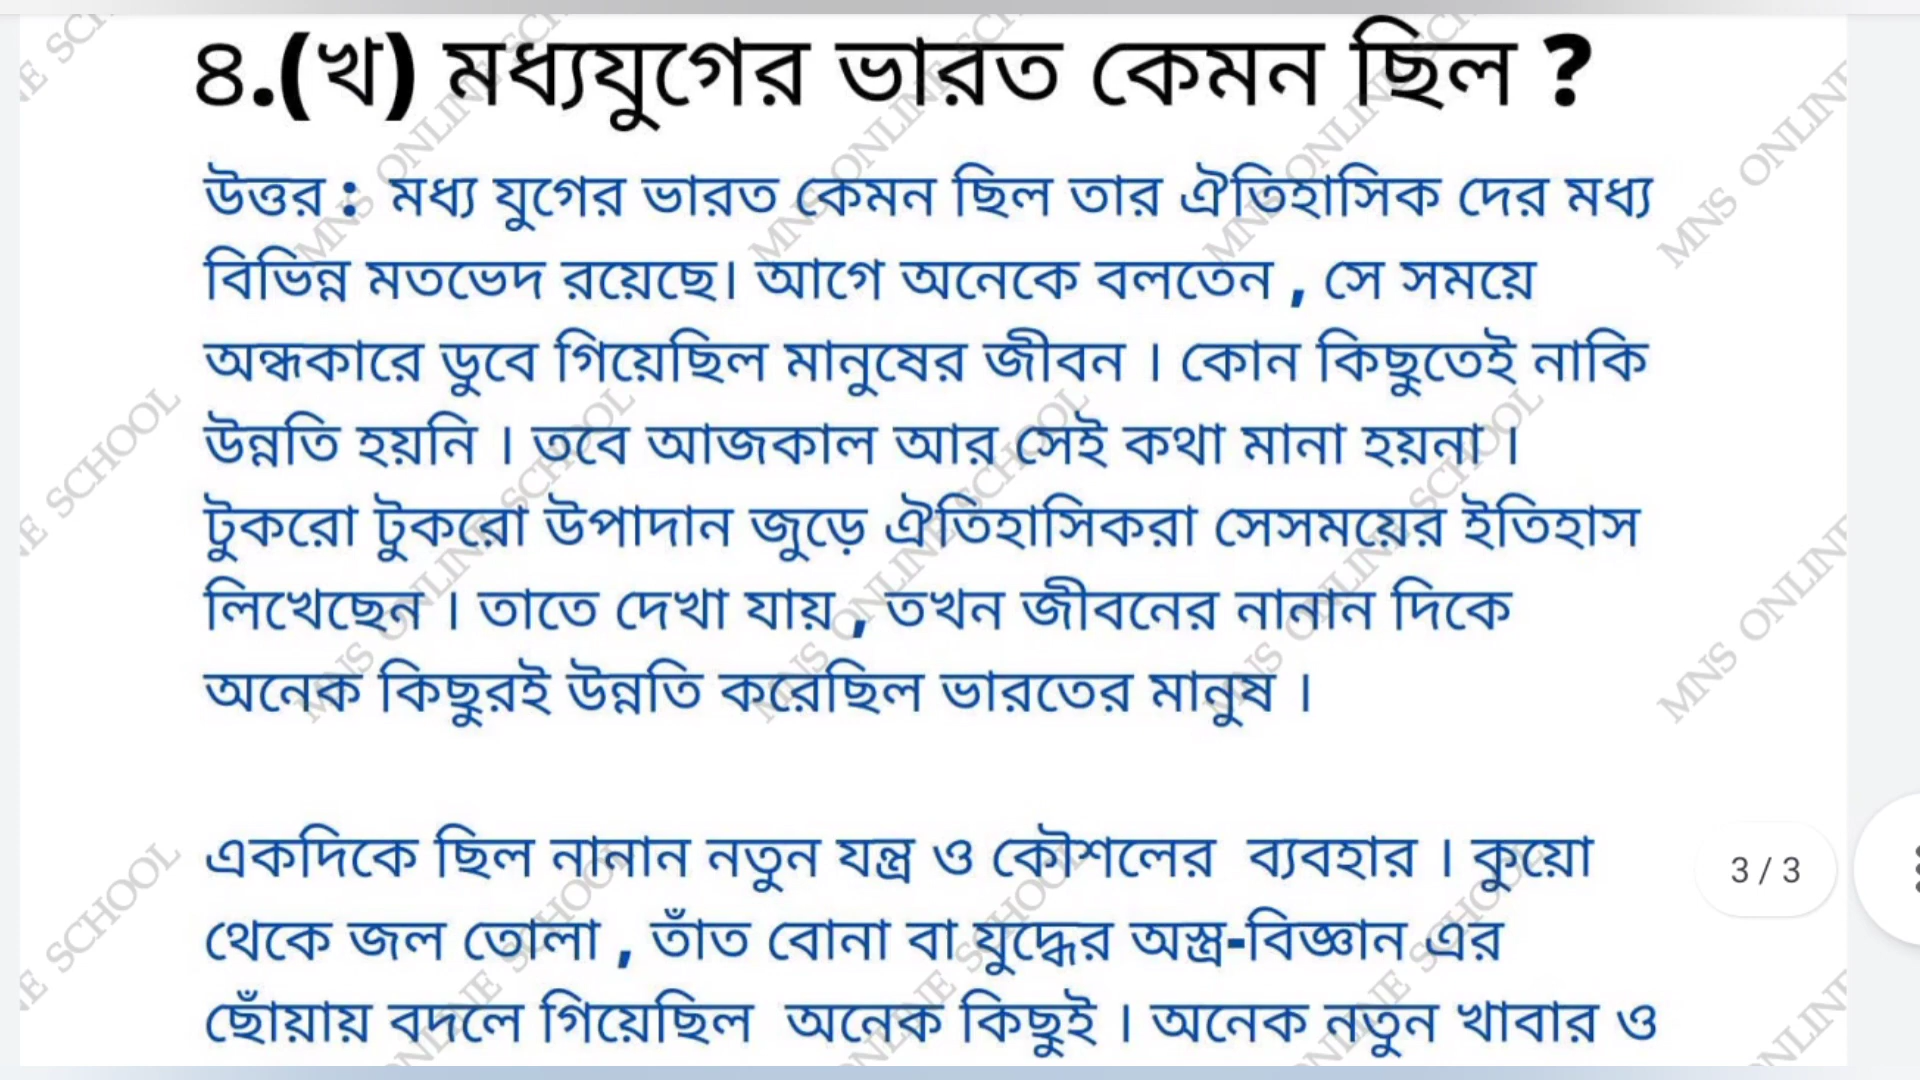 ৪.(খ) মধ্যযুগের ভারত কেমন ছিল ?
উত্তর : মধ্য যুগের ভারত কেমন ছিল তার ঐতিহাসিক দের মধ্য
বিভিন্ন মতভেদ রয়েছে। আগে অনেকে বলতেন , সে সময়ে
অন্ধকারে ডুবে গিয়েছিল মানুষের জীবন । কোন কিছুতেই নাকি
উন্নতি হয়নি । তবে আজকাল আর সেই কথা মানা হয়না ।
টুকরো টুকরো উপাদান জুড়ে ঐতিহাসিকরা সেসময়ের ইতিহাস
লিখেছেন । তাতে দেখা যায় , তখন জীবনের নানান দিকে
অনেক কিছুরই উন্নতি করেছিল ভারতের মানুষ ।
একদিকে ছিল নানান নতুন যন্ত্র ও কৌশলের ব্যবহার । কুয়ো
থেকে জল তোলা , তাঁত বোনা বা যুদ্ধের অস্ত্র-বিজ্ঞান এর
ছোঁয়ায় বদলে গিয়েছিল অনেক কিছুই । অনেক নতুন খাবার ও
3 / 3
MNS ONLINE SCHOOL